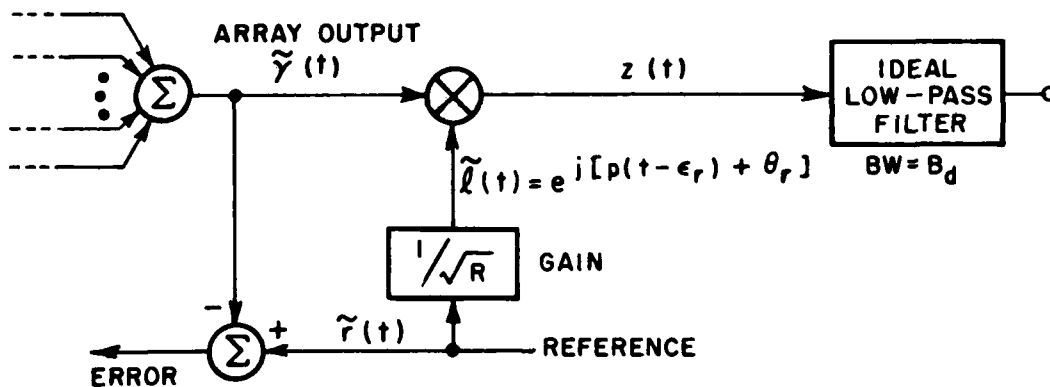 ARRAY OUTPUT
γ̃(t)
Σ
z(t)
IDEAL
LOW-PASS
FILTER
BW = B_d
l̃(t) = e^{j[p(t-ϵ_r) + θ_r]}
1/√R
GAIN
-
+
Σ
r̃(t)
REFERENCE
ERROR